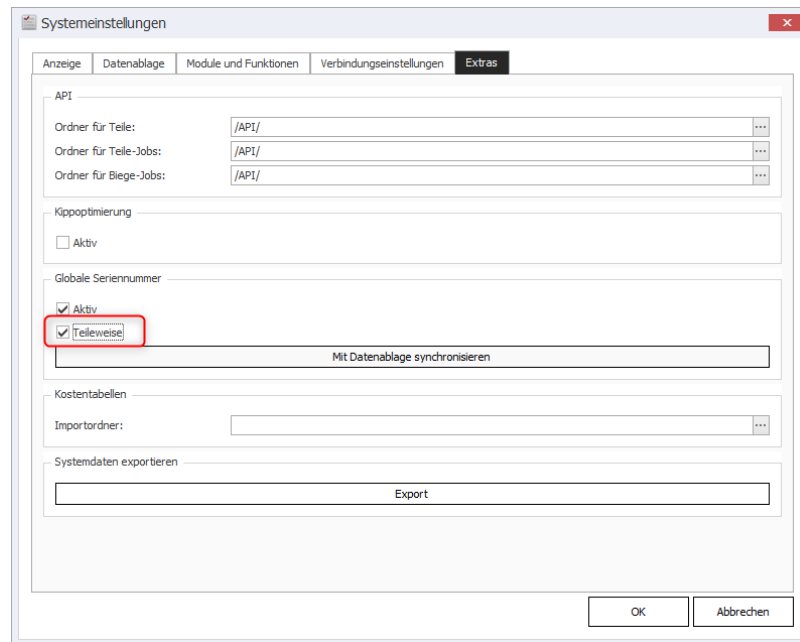 Systemeinstellungen
Anzeige Datenablage Module und Funktionen Verbindungseinstellungen Extras
API
Ordner für Teile: /API/ ...
Ordner für Teile-Jobs: /API/ ...
Ordner für Biege-Jobs: /API/ ...
Kippoptimierung
Aktiv
Globale Seriennummer
Aktiv
Teileweise
Mit Datenablage synchronisieren
Kostentabellen
Importordner: ...
Systemdaten exportieren
Export
OK Abbrechen